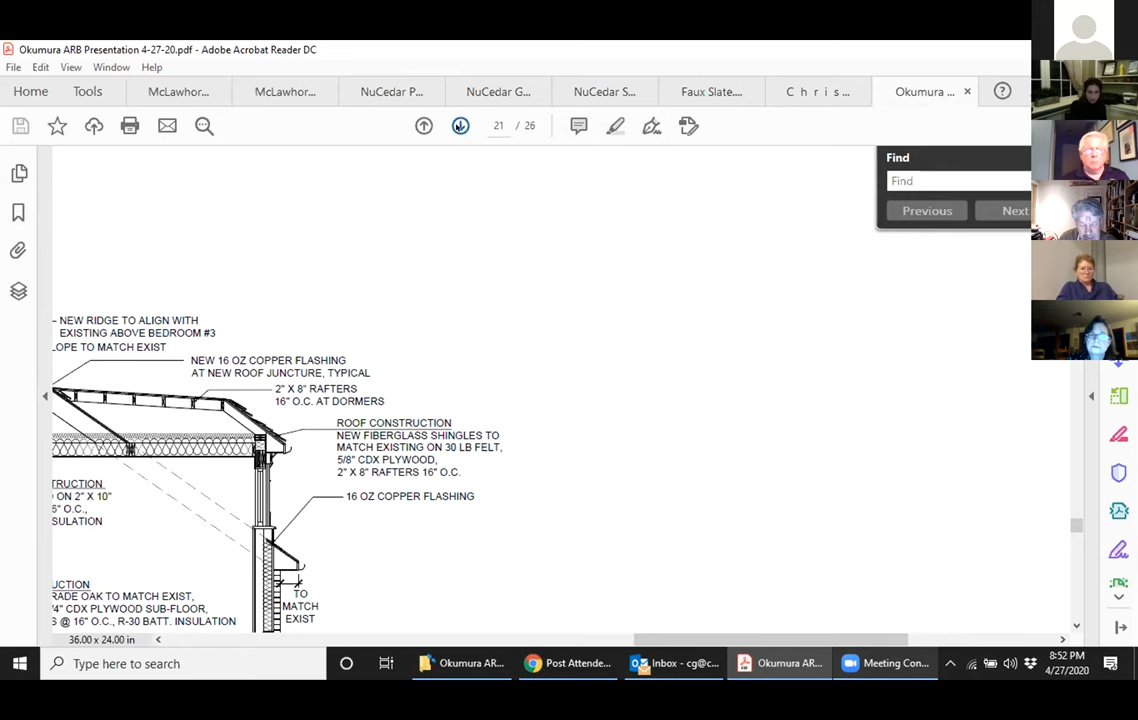 Okumura ARB Presentation 4-27-20.pdf - Adobe Acrobat Reader DC
File Edit View Window Help
Home Tools McLawhor... McLawhor... NuCedar P... NuCedar G... NuCedar S... Faux Slate.... C h r i s ... Okumura ...
21 / 26
Find
Find
Previous Next
NEW RIDGE TO ALIGN WITH
EXISTING ABOVE BEDROOM #3
LOPE TO MATCH EXIST
NEW 16 OZ COPPER FLASHING
AT NEW ROOF JUNCTURE, TYPICAL
2" X 8" RAFTERS
16" O.C. AT DORMERS
ROOF CONSTRUCTION
NEW FIBERGLASS SHINGLES TO
MATCH EXISTING ON 30 LB FELT,
5/8" CDX PLYWOOD,
2" X 8" RAFTERS 16" O.C.
16 OZ COPPER FLASHING
RUCTION
ON 2" X 10"
6" O.C.,
SULATION
UCTION
RADE OAK TO MATCH EXIST,
/4" CDX PLYWOOD SUB-FLOOR,
S @ 16" O.C., R-30 BATT. INSULATION
TO
MATCH
EXIST
36.00 x 24.00 in
Type here to search
Okumura AR...
Post Attende...
Inbox - cg@c...
Okumura AR...
Meeting Con...
8:52 PM
4/27/2020